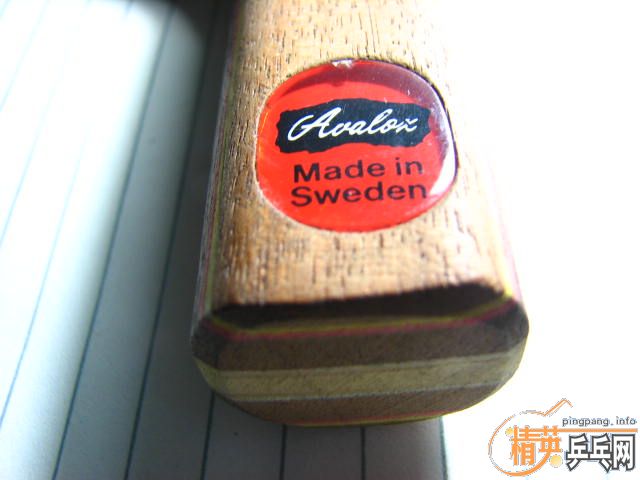 Avalox
Made in
Sweden
pingpang.info
精英乒乓网